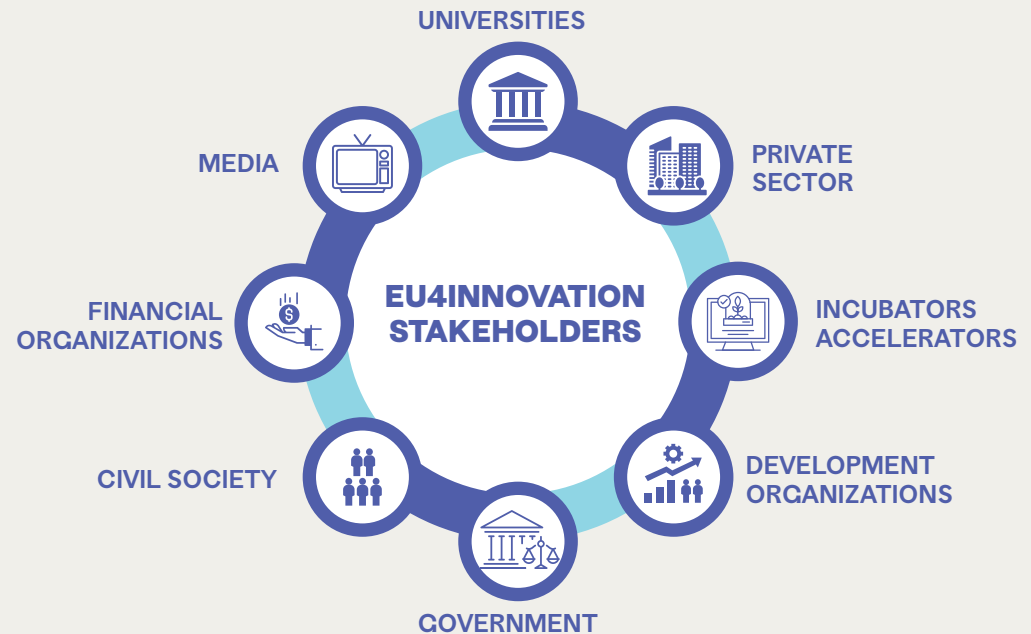 UNIVERSITIES
PRIVATE
SECTOR
INCUBATORS
ACCELERATORS
DEVELOPMENT
ORGANIZATIONS
GOVERNMENT
CIVIL SOCIETY
FINANCIAL
ORGANIZATIONS
MEDIA
EU4INNOVATION
STAKEHOLDERS
$